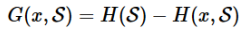 G(x, 𝒮) = H(𝒮) − H(x, 𝒮)